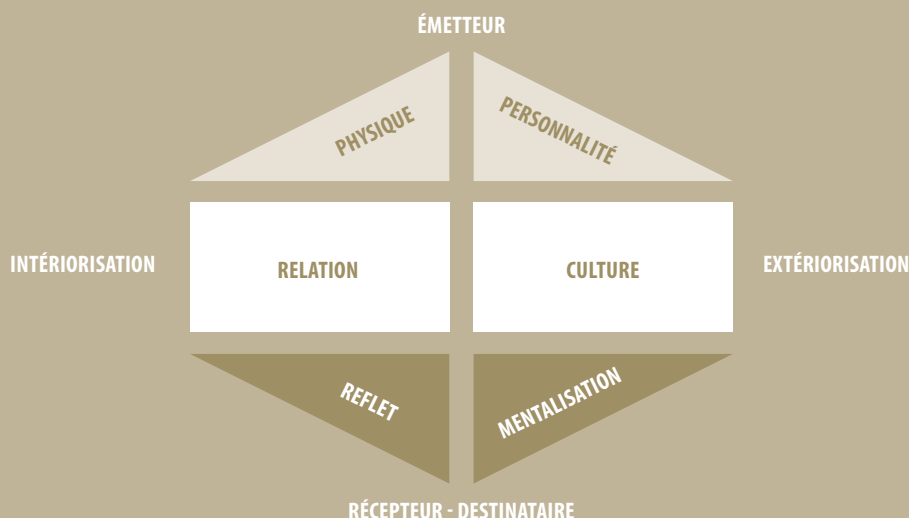 ÉMETTEUR
PHYSIQUE
PERSONNALITÉ
INTÉRIORISATION
RELATION
CULTURE
EXTÉRIORISATION
REFLET
MENTALISATION
RÉCEPTEUR - DESTINATAIRE